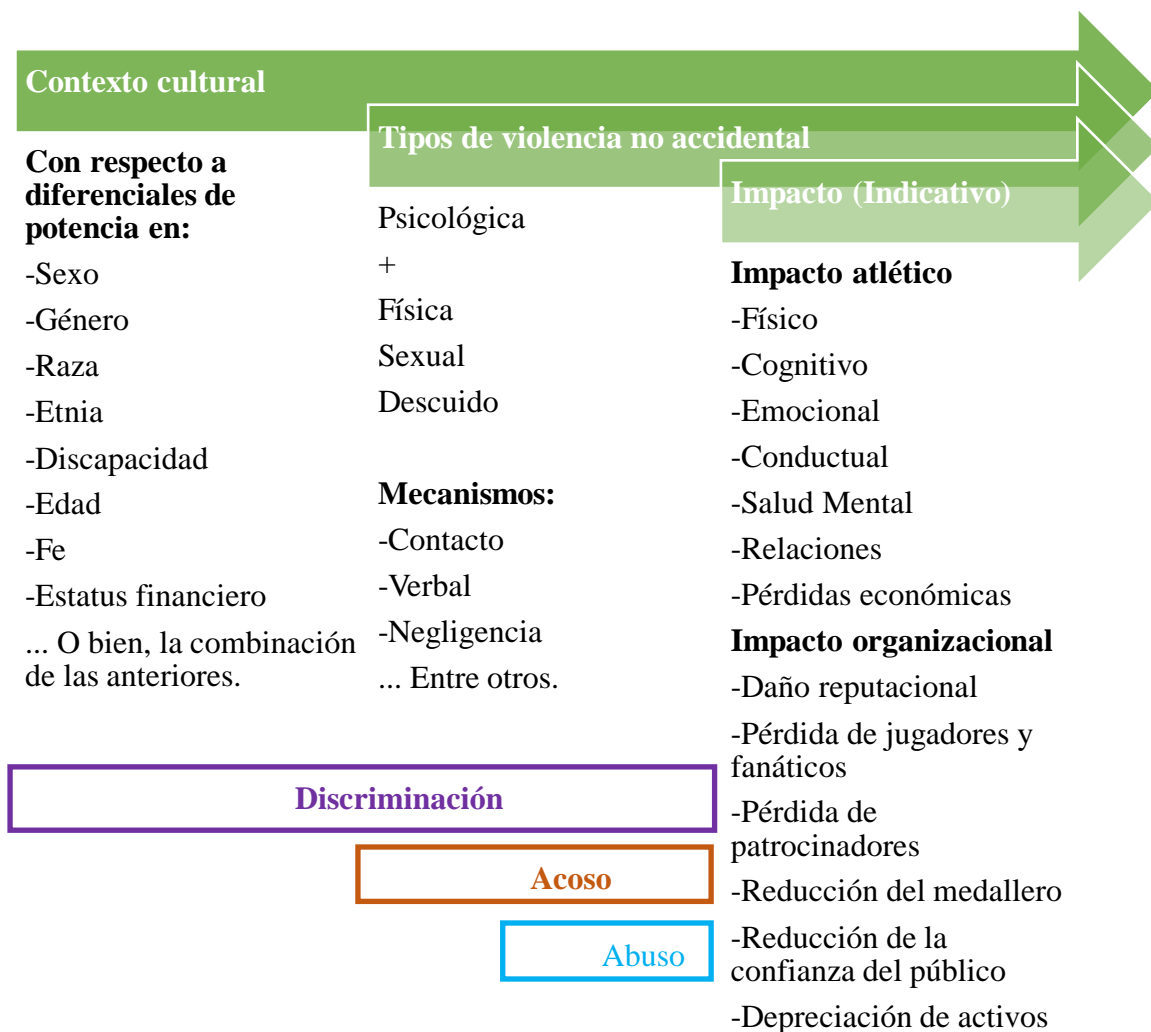 Contexto cultural
Con respecto a
diferenciales de
potencia en:
-Sexo
-Género
-Raza
-Etnia
-Discapacidad
-Edad
-Fe
-Estatus financiero
... O bien, la combinación
de las anteriores.
Tipos de violencia no accidental
Psicológica
+
Física
Sexual
Descuido
Mecanismos:
-Contacto
-Verbal
-Negligencia
... Entre otros.
Impacto (Indicativo)
Impacto atlético
-Físico
-Cognitivo
-Emocional
-Conductual
-Salud Mental
-Relaciones
-Pérdidas económicas
Impacto organizacional
-Daño reputacional
-Pérdida de jugadores y
fanáticos
-Pérdida de
patrocinadores
-Reducción del medallero
-Reducción de la
confianza del público
-Depreciación de activos
Discriminación
Acoso
Abuso